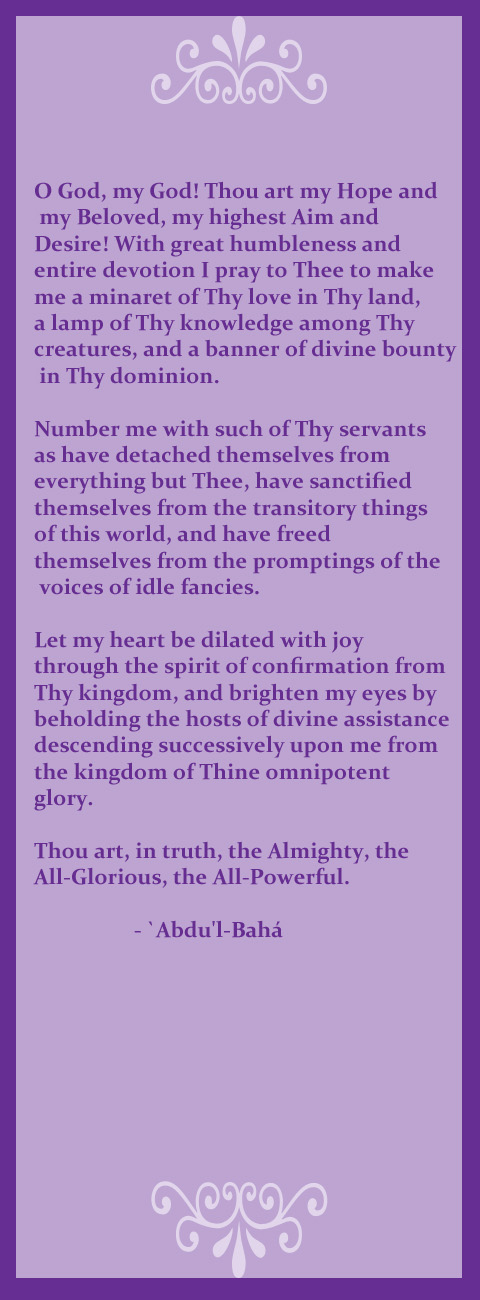 O God, my God! Thou art my Hope and
my Beloved, my highest Aim and
Desire! With great humbleness and
entire devotion I pray to Thee to make
me a minaret of Thy love in Thy land,
a lamp of Thy knowledge among Thy
creatures, and a banner of divine bounty
in Thy dominion.

Number me with such of Thy servants
as have detached themselves from
everything but Thee, have sanctified
themselves from the transitory things
of this world, and have freed
themselves from the promptings of the
voices of idle fancies.

Let my heart be dilated with joy
through the spirit of confirmation from
Thy kingdom, and brighten my eyes by
beholding the hosts of divine assistance
descending successively upon me from
the kingdom of Thine omnipotent
glory.

Thou art, in truth, the Almighty, the
All-Glorious, the All-Powerful.

- `Abdu'l-Bahá